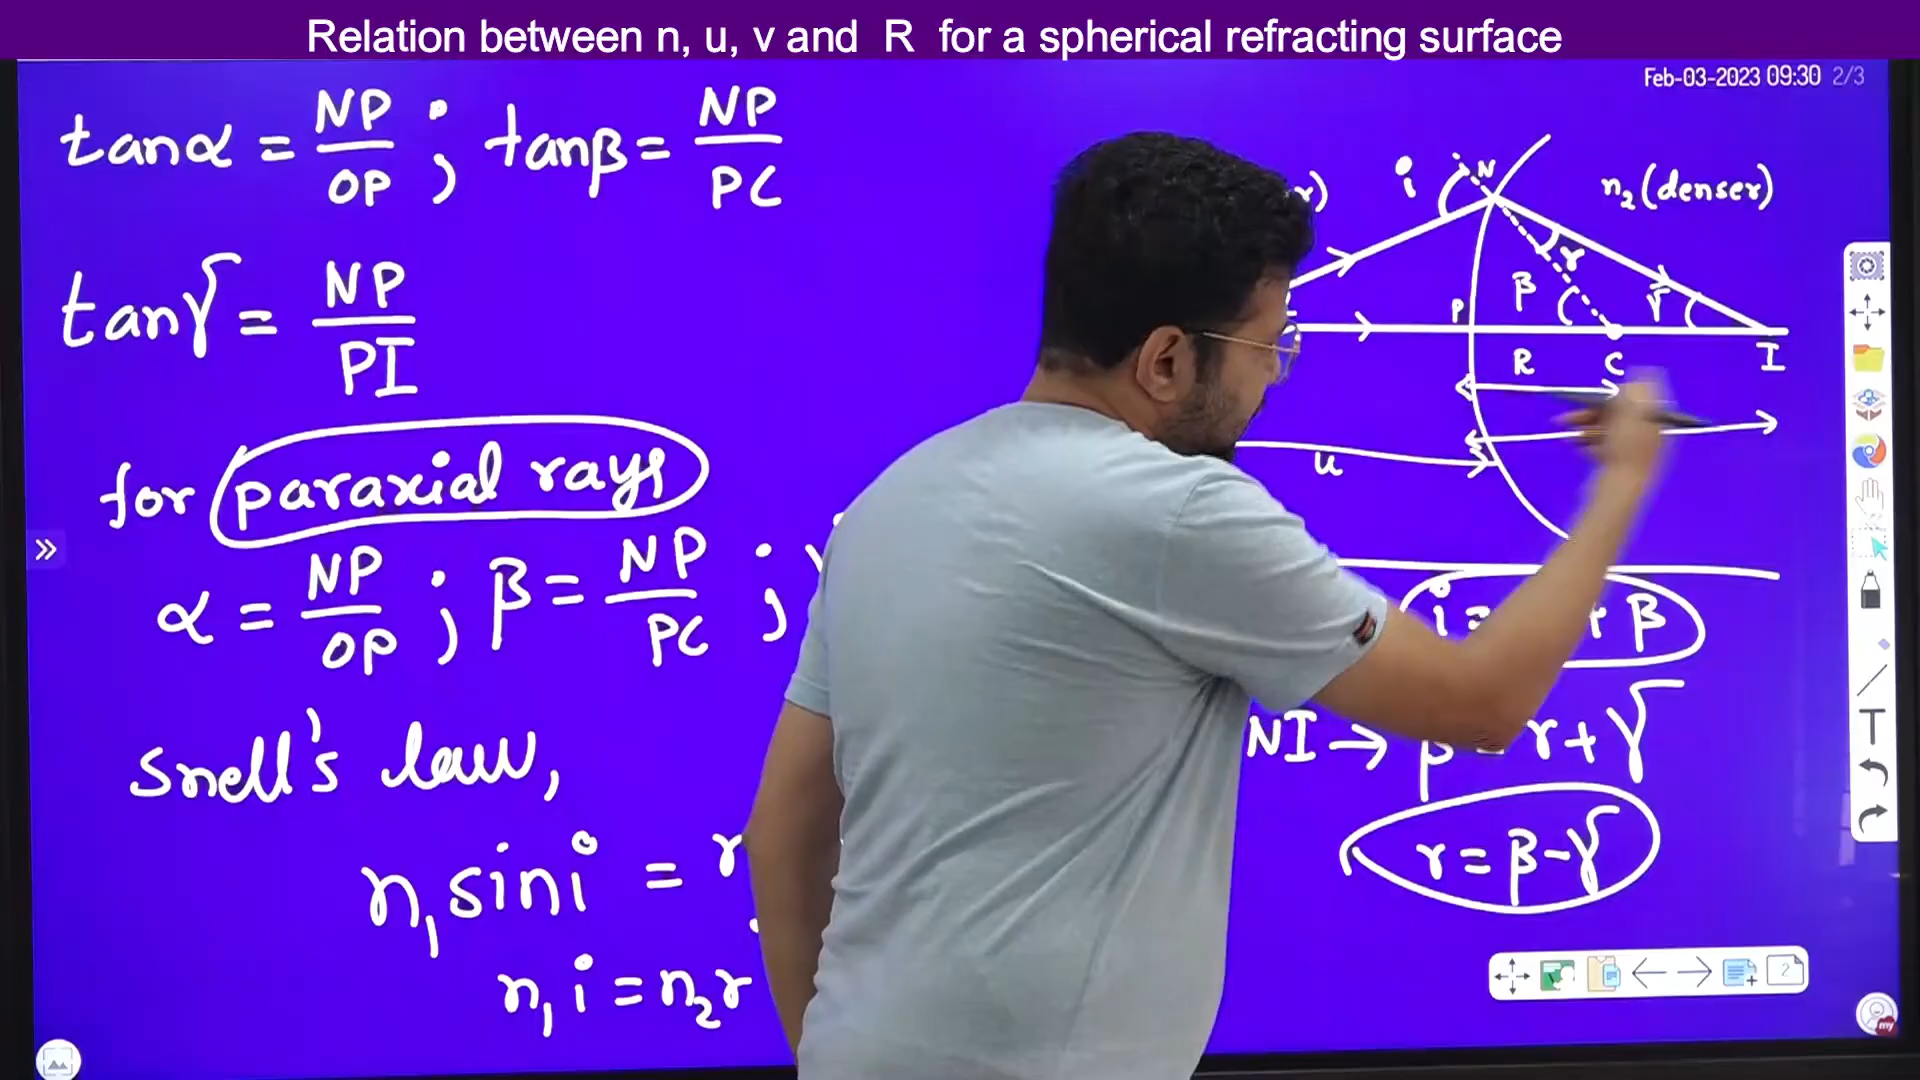 Relation between n, u, v and R for a spherical refracting surface
Feb-03-2023 09:30 2/3
tanα = NP/OP ; tanβ = NP/PC
tanγ = NP/PI
for paraxial rays
α = NP/OP ; β = NP/PC ;
Snell's law,
n₁ sin i =
n₁ i = n₂ r
i N n₂ (denser)
r
P β γ
R C I
u
i = + β
NI → β = r + γ
r = β - γ
T
2
my